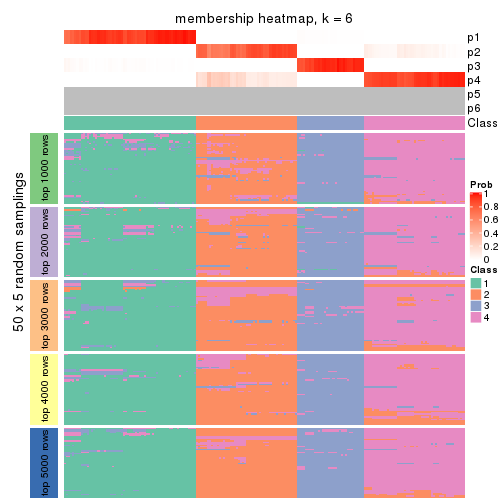 membership heatmap, k = 6
p1
p2
p3
p4
p5
p6
Class
50 x 5 random samplings
top 1000 rows
top 2000 rows
top 3000 rows
top 4000 rows
top 5000 rows
Prob
1
0.8
0.6
0.4
0.2
0
Class
1
2
3
4